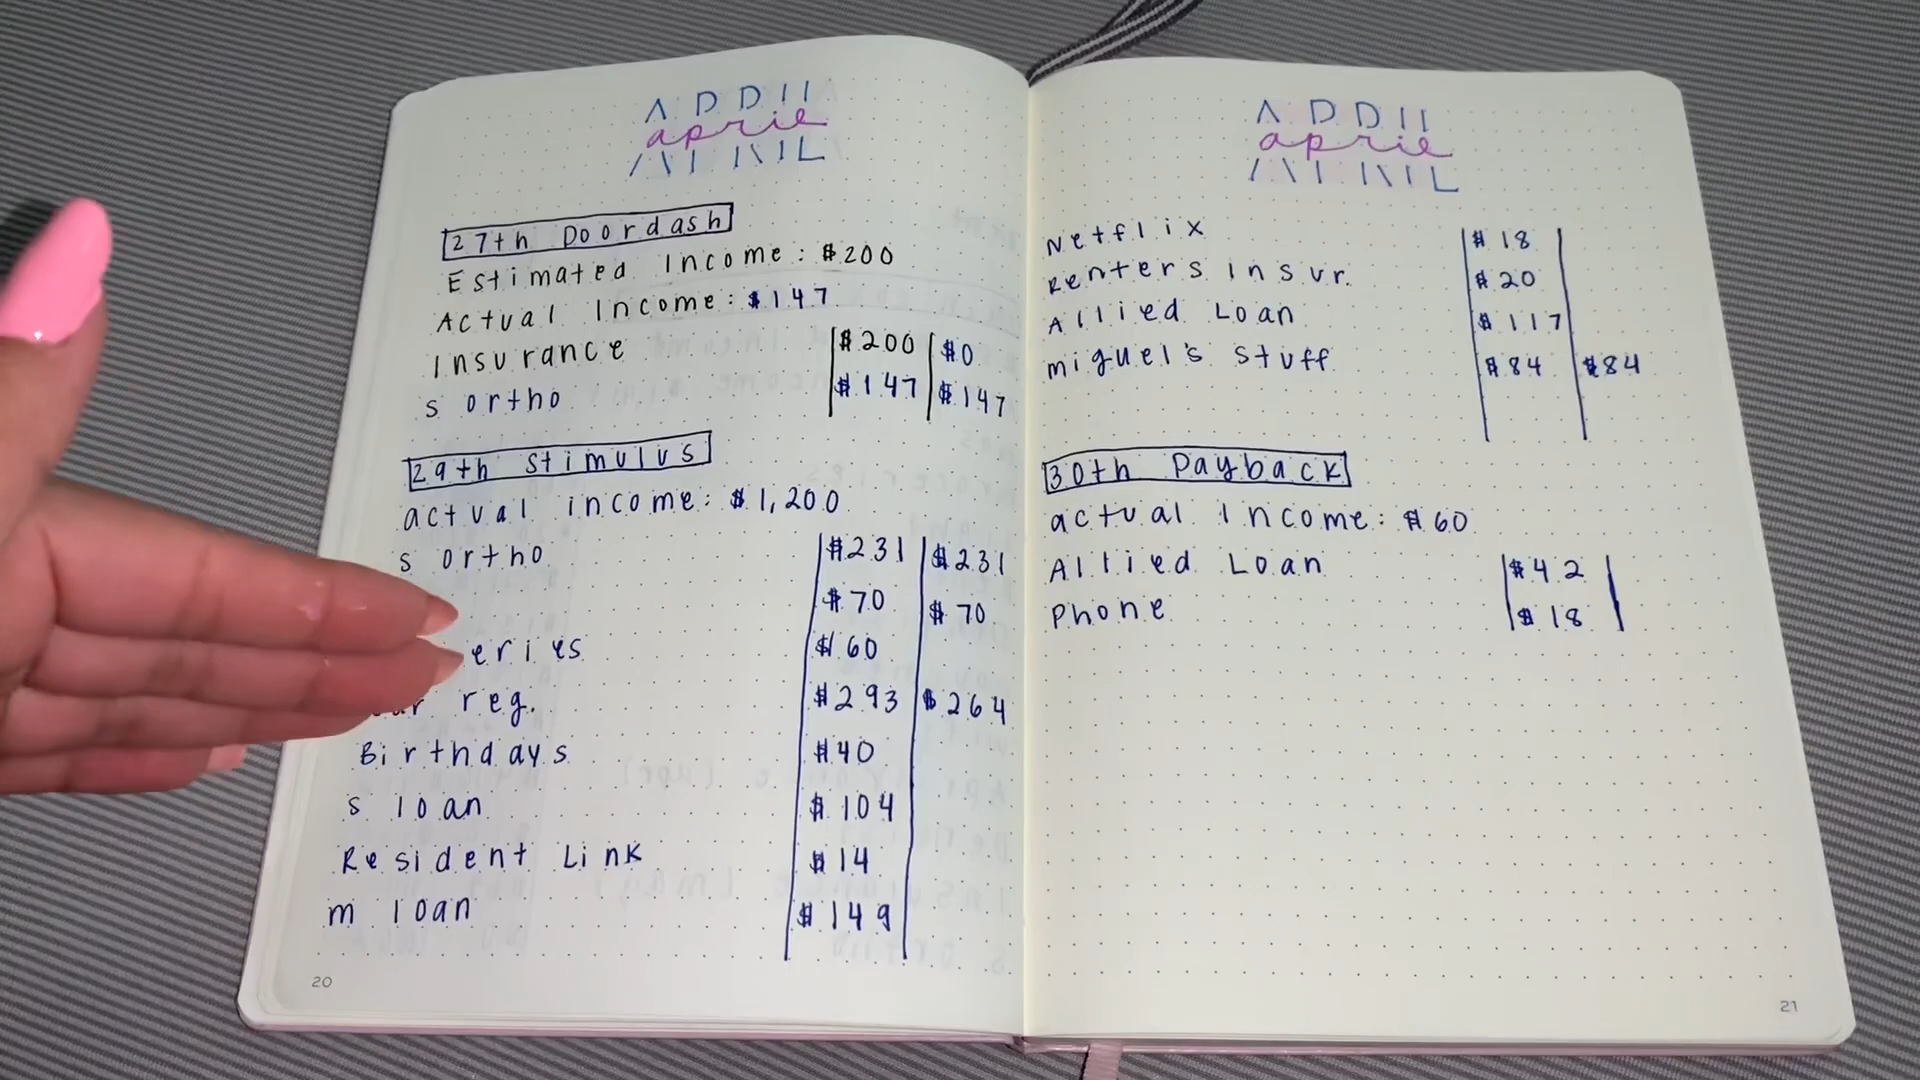 april
APRIL
27th Doordash
Estimated Income: $200
Actual Income: $147
Insurance $200 $0
s ortho $147 $147
29th Stimulus
actual income: $1,200
s ortho $231 $231
$70 $70
eries $60
reg. $293 $264
Birthdays $40
s loan $104
Resident Link $14
m loan $149
20
april
APRIL
Netflix $18
Renters Insur. $20
Allied Loan $117
miguel's stuff $84 $84
30th Payback
actual Income: $60
Allied Loan $42
Phone $18
21